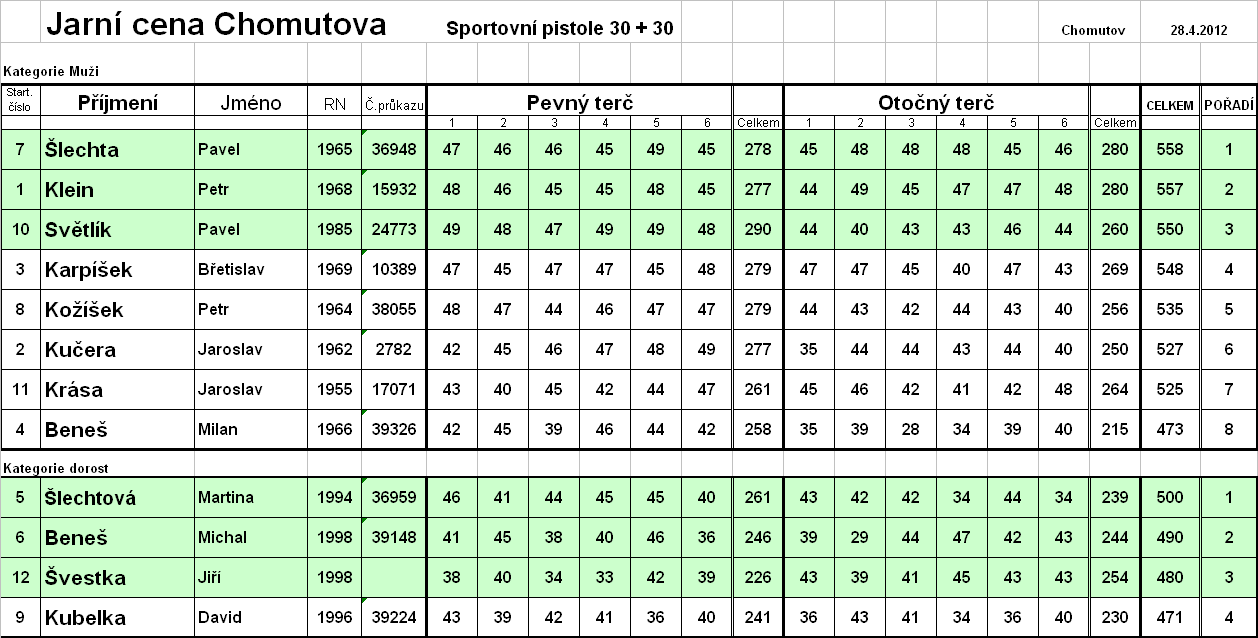 Jarní cena Chomutova Sportovní pistole 30 + 30 Chomutov 28.4.2012
Kategorie Muži
Start. číslo Příjmení Jméno RN Č.průkazu Pevný terč Otočný terč CELKEM POŘADÍ
1 2 3 4 5 6 Celkem 1 2 3 4 5 6 Celkem
7 Šlechta Pavel 1965 36948 47 46 46 45 49 45 278 45 48 48 48 45 46 280 558 1
1 Klein Petr 1968 15932 48 46 45 45 48 45 277 44 49 45 47 47 48 280 557 2
10 Světlík Pavel 1985 24773 49 48 47 49 49 48 290 44 40 43 43 46 44 260 550 3
3 Karpíšek Břetislav 1969 10389 47 45 47 47 45 48 279 47 47 45 40 47 43 269 548 4
8 Kožíšek Petr 1964 38055 48 47 44 46 47 47 279 44 43 42 44 43 40 256 535 5
2 Kučera Jaroslav 1962 2782 42 45 46 47 48 49 277 35 44 44 43 44 40 250 527 6
11 Krása Jaroslav 1955 17071 43 40 45 42 44 47 261 45 46 42 41 42 48 264 525 7
4 Beneš Milan 1966 39326 42 45 39 46 44 42 258 35 39 28 34 39 40 215 473 8
Kategorie dorost
5 Šlechtová Martina 1994 36959 46 41 44 45 45 40 261 43 42 42 34 44 34 239 500 1
6 Beneš Michal 1998 39148 41 45 38 40 46 36 246 39 29 44 47 42 43 244 490 2
12 Švestka Jiří 1998 38 40 34 33 42 39 226 43 39 41 45 43 43 254 480 3
9 Kubelka David 1996 39224 43 39 42 41 36 40 241 36 43 41 34 36 40 230 471 4